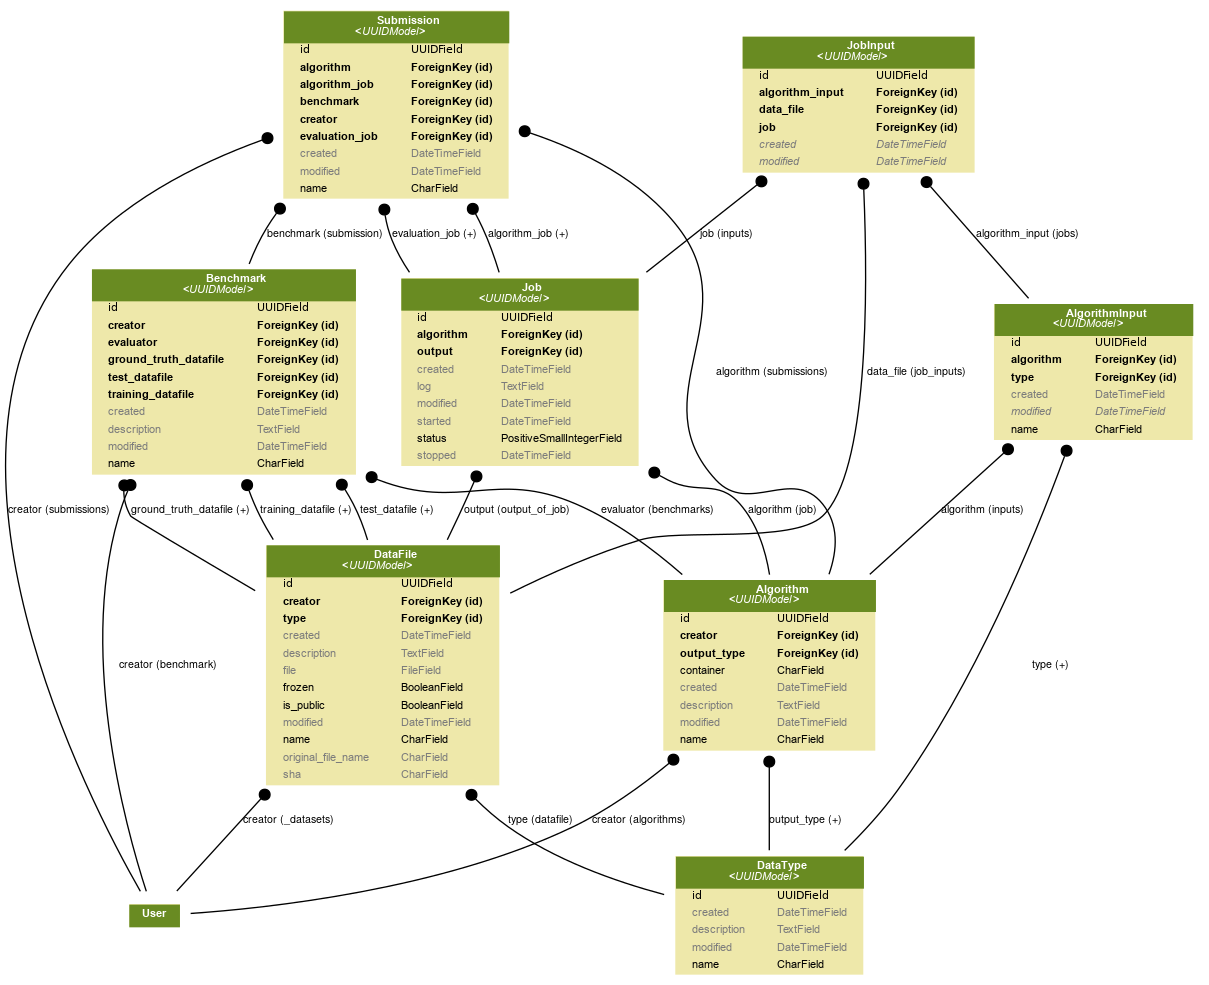 Submission
<UUIDModel>
id UUIDField
algorithm ForeignKey (id)
algorithm_job ForeignKey (id)
benchmark ForeignKey (id)
creator ForeignKey (id)
evaluation_job ForeignKey (id)
created DateTimeField
modified DateTimeField
name CharField
JobInput
<UUIDModel>
id UUIDField
algorithm_input ForeignKey (id)
data_file ForeignKey (id)
job ForeignKey (id)
created DateTimeField
modified DateTimeField
benchmark (submission)
evaluation_job (+)
algorithm_job (+)
job (inputs)
algorithm_input (jobs)
Benchmark
<UUIDModel>
id UUIDField
creator ForeignKey (id)
evaluator ForeignKey (id)
ground_truth_datafile ForeignKey (id)
test_datafile ForeignKey (id)
training_datafile ForeignKey (id)
created DateTimeField
description TextField
modified DateTimeField
name CharField
Job
<UUIDModel>
id UUIDField
algorithm ForeignKey (id)
output ForeignKey (id)
created DateTimeField
log TextField
modified DateTimeField
started DateTimeField
status PositiveSmallIntegerField
stopped DateTimeField
algorithm (submissions)
data_file (job_inputs)
AlgorithmInput
<UUIDModel>
id UUIDField
algorithm ForeignKey (id)
type ForeignKey (id)
created DateTimeField
modified DateTimeField
name CharField
creator (submissions)
ground_truth_datafile (+)
training_datafile (+)
test_datafile (+)
output (output_of_job)
evaluator (benchmarks)
algorithm (job)
algorithm (inputs)
DataFile
<UUIDModel>
id UUIDField
creator ForeignKey (id)
type ForeignKey (id)
created DateTimeField
description TextField
file FileField
frozen BooleanField
is_public BooleanField
modified DateTimeField
name CharField
original_file_name CharField
sha CharField
Algorithm
<UUIDModel>
id UUIDField
creator ForeignKey (id)
output_type ForeignKey (id)
container CharField
created DateTimeField
description TextField
modified DateTimeField
name CharField
creator (benchmark)
type (+)
creator (_datasets)
type (datafile)
creator (algorithms)
output_type (+)
User
DataType
<UUIDModel>
id UUIDField
created DateTimeField
description TextField
modified DateTimeField
name CharField